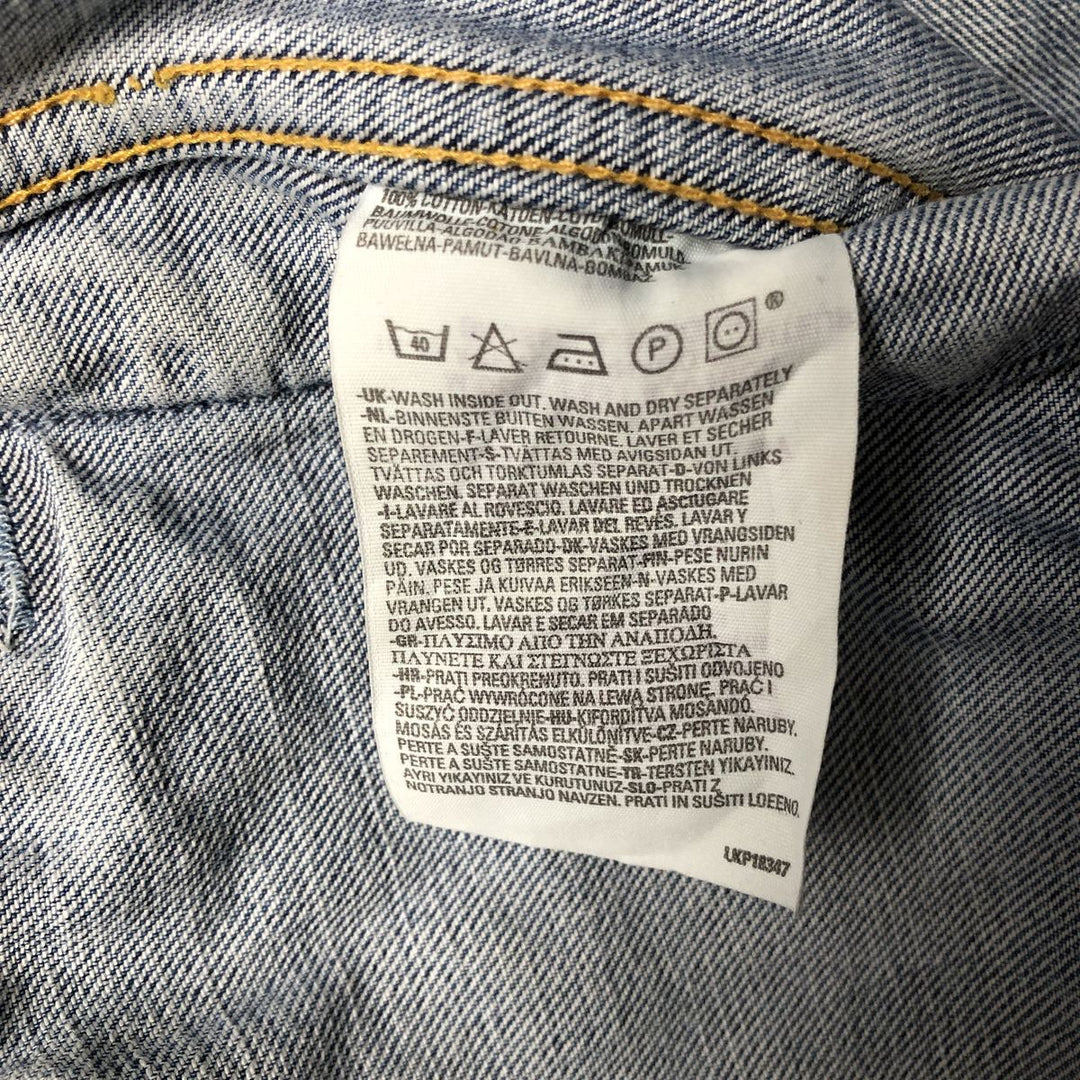 100% COTTON-KATOEN-COTO
BAUMWOLLE-COTONE-ALGODON-BOMULL-
PUUVILLA-ALGODAO-BAMBAK-PAMUK
BAWEŁNA-PAMUT-BAVLNA-BOMBAZ
40 P ®
-UK-WASH INSIDE OUT. WASH AND DRY SEPARATELY
-NL-BINNENSTE BUITEN WASSEN. APART WASSEN
EN DROGEN-F-LAVER RETOURNE. LAVER ET SECHER
SEPAREMENT-S-TVÄTTAS MED AVIGSIDAN UT.
TVÄTTAS OCH TORKTUMLAS SEPARAT-D-VON LINKS
WASCHEN. SEPARAT WASCHEN UND TROCKNEN
-I-LAVARE AL ROVESCIO. LAVARE ED ASCIUGARE
SEPARATAMENTE-E-LAVAR DEL REVÉS. LAVAR Y
SECAR POR SEPARADO-DK-VASKES MED VRANGSIDEN
UD. VASKES OG TØRRES SEPARAT-FIN-PESE NURIN
PÄIN. PESE JA KUIVAA ERIKSEEN-N-VASKES MED
VRANGEN UT. VASKES OG TØRKES SEPARAT-P-LAVAR
DO AVESSO. LAVAR E SECAR EM SEPARADO
-GR-ΠΛΥΣΙΜΟ ΑΠΟ ΤΗΝ ΑΝΑΠΟΔΗ.
ΠΛΥΝΕΤΕ ΚΑΙ ΣΤΕΓΝΩΣΤΕ ΞΕΧΩΡΙΣΤΑ
-HR-PRATI PREOKRENUTO. PRATI I SUŠITI ODVOJENO
-PL-PRAĆ WYWRÓCONE NA LEWĄ STRONĘ. PRAĆ I
SUSZYĆ ODDZIELNIE-HU-KIFORDÍTVA MOSANDÓ.
MOSÁS ÉS SZÁRÍTÁS ELKÜLÖNÍTVE-CZ-PERTE NARUBY.
PERTE A SUŠTE SAMOSTATNĚ-SK-PERTE NARUBY.
PERTE A SUŠTE SAMOSTATNE-TR-TERSTEN YIKAYINIZ.
AYRI YIKAYINIZ VE KURUTUNUZ-SLO-PRATI Z
NOTRANJO STRANJO NAVZEN. PRATI IN SUŠITI LOEENO.
LKP18347